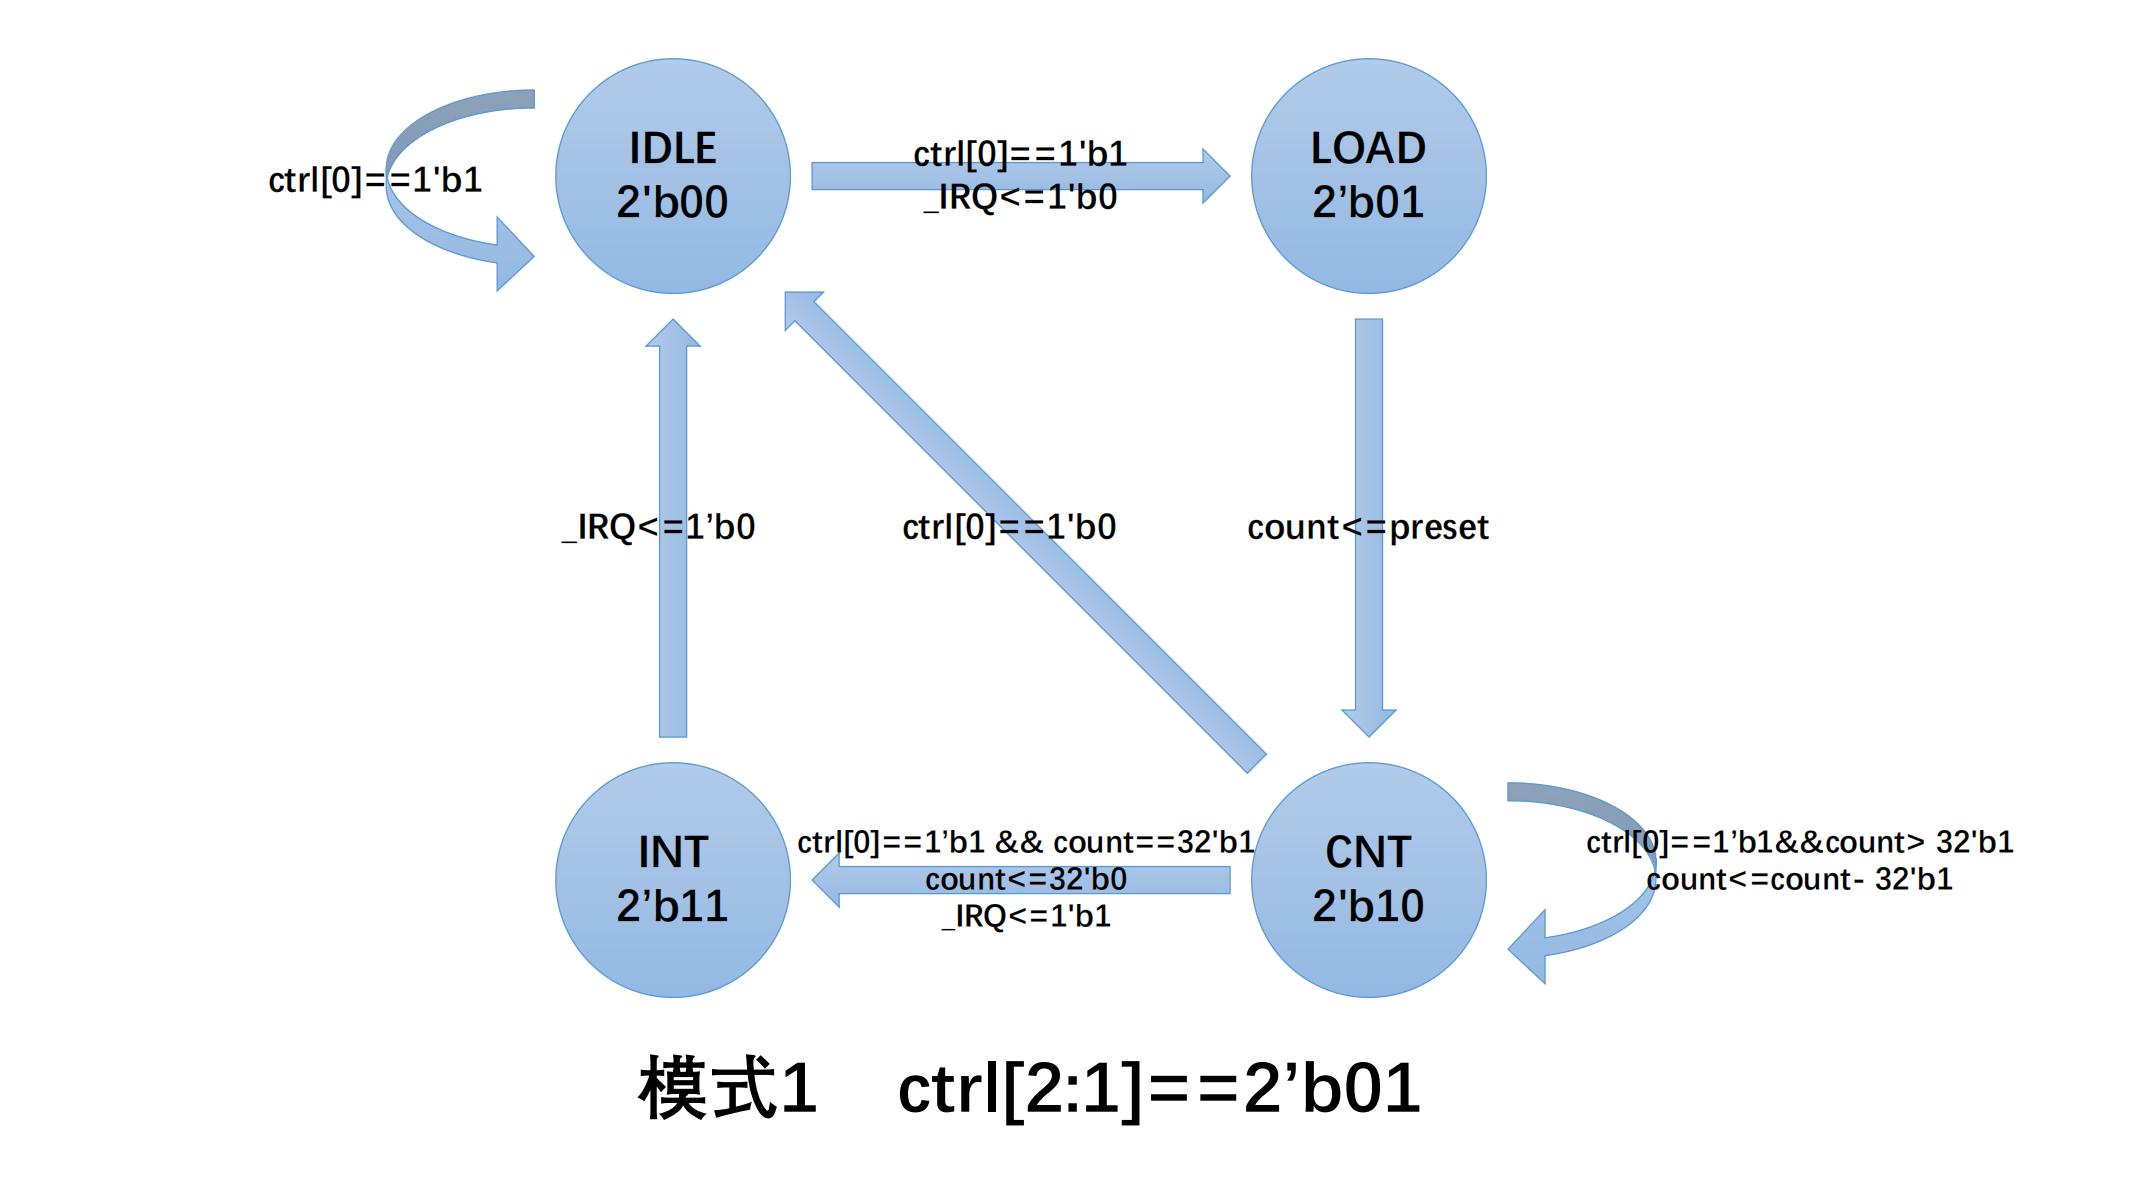 IDLE
2'b00
LOAD
2’b01
ctrl[0]==1'b1
ctrl[0]==1'b1
_IRQ<=1'b0
_IRQ<=1’b0
ctrl[0]==1'b0
count<=preset
INT
2’b11
ctrl[0]==1’b1 && count==32'b1
count<=32'b0
_IRQ<=1'b1
CNT
2'b10
ctrl[0]==1’b1&&count> 32'b1
count<=count- 32'b1
模式1 ctrl[2:1]==2’b01